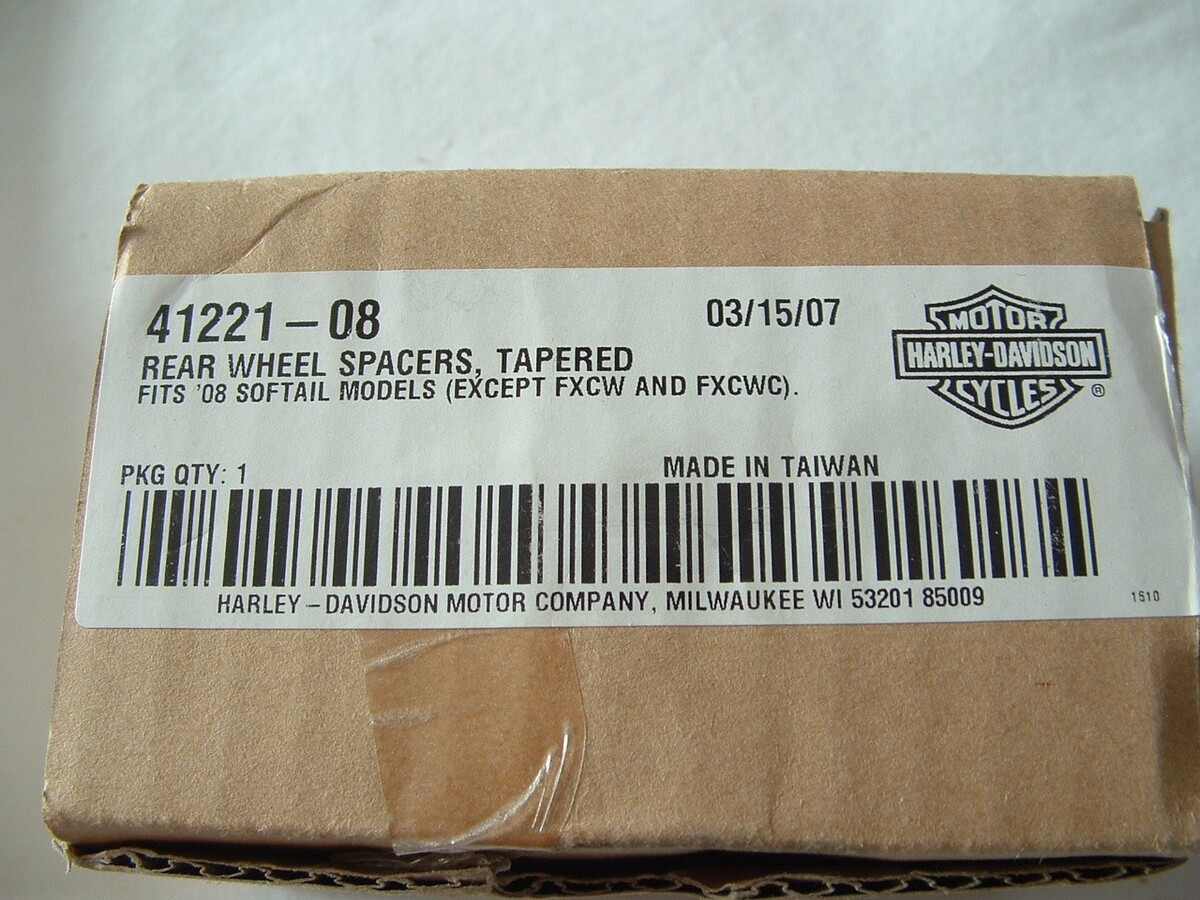 41221-08 03/15/07
REAR WHEEL SPACERS, TAPERED
FITS '08 SOFTAIL MODELS (EXCEPT FXCW AND FXCWC).
MOTOR
HARLEY-DAVIDSON
CYCLES ®
PKG QTY: 1 MADE IN TAIWAN
HARLEY-DAVIDSON MOTOR COMPANY, MILWAUKEE WI 53201 85009
1510